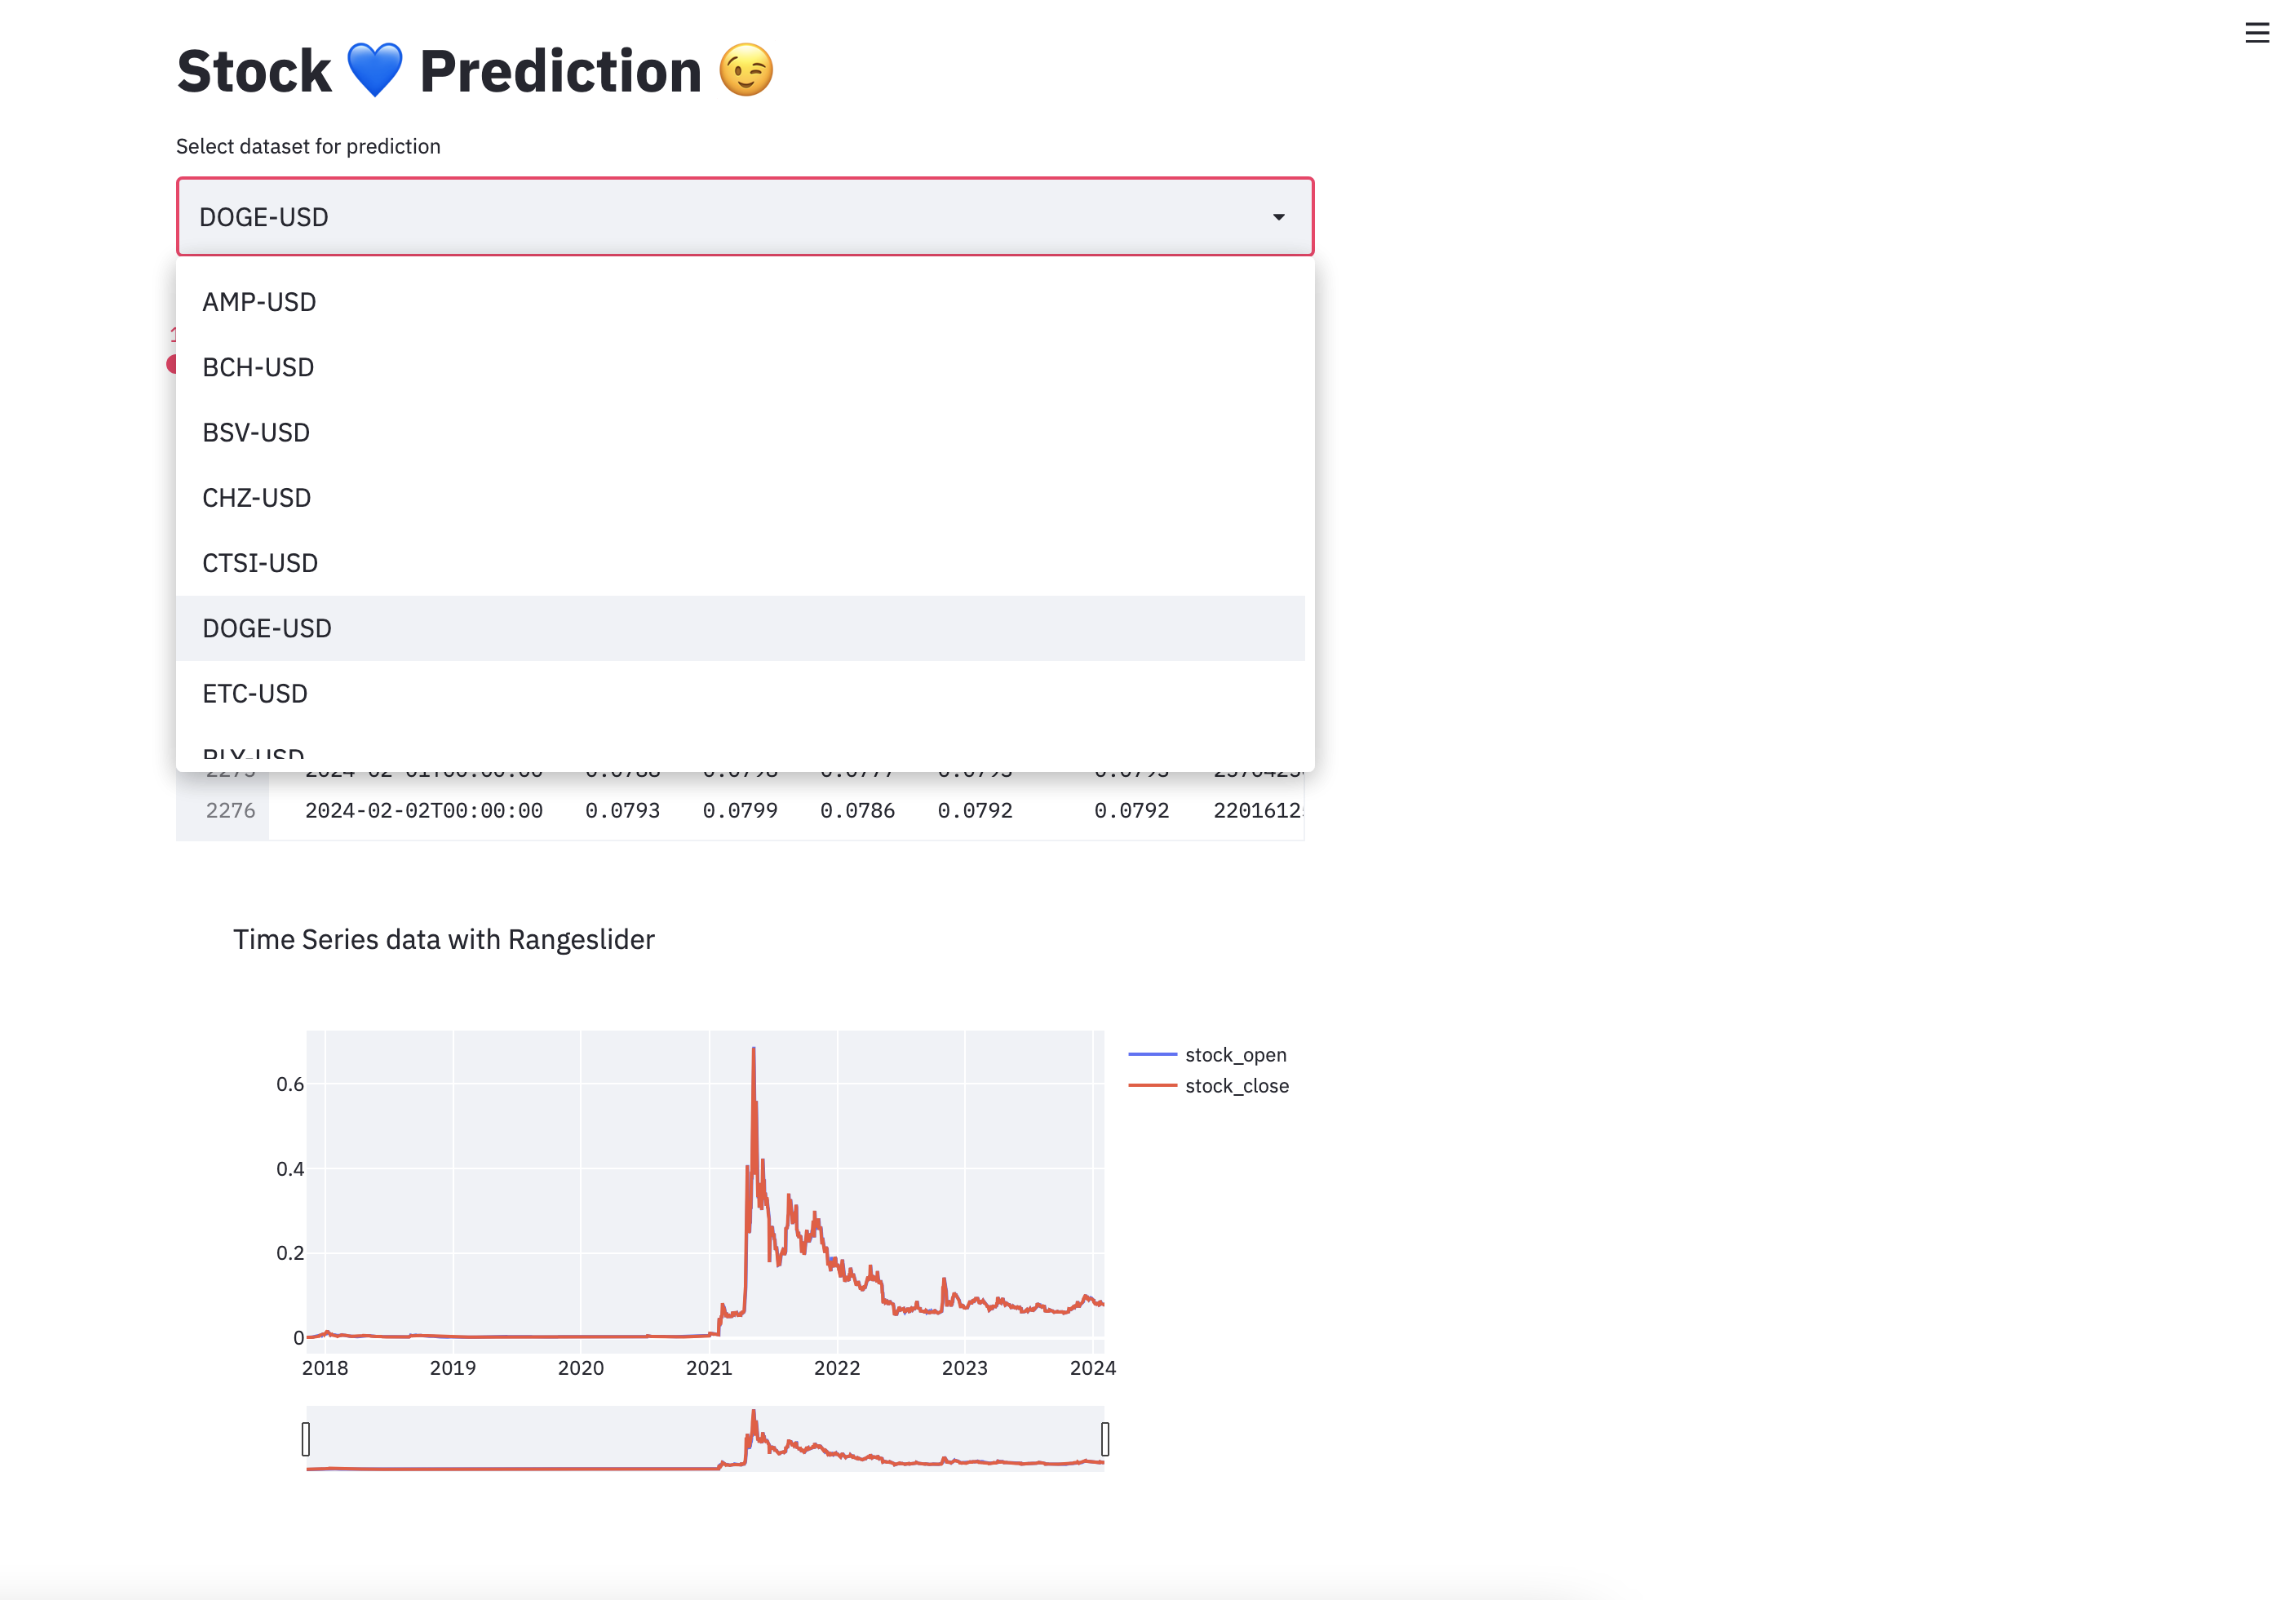 Stock 💙 Prediction 😉
Select dataset for prediction
DOGE-USD
AMP-USD
BCH-USD
BSV-USD
CHZ-USD
CTSI-USD
DOGE-USD
ETC-USD
2276 2024-02-02T00:00:00 0.0793 0.0799 0.0786 0.0792 0.0792 2201612
Time Series data with Rangeslider
stock_open
stock_close
0.6
0.4
0.2
0
2018 2019 2020 2021 2022 2023 2024